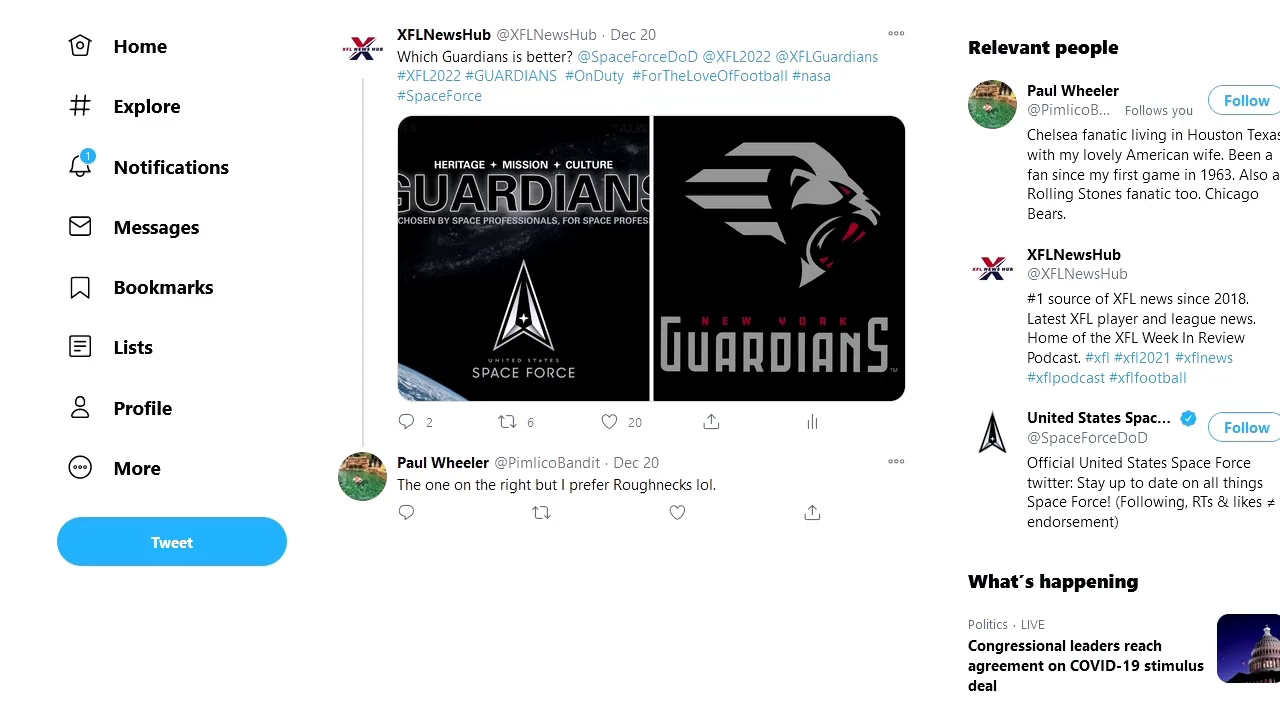 Home
Explore
1
Notifications
Messages
Bookmarks
Lists
Profile
More
Tweet
XFLNewsHub @XFLNewsHub · Dec 20
Which Guardians is better? @SpaceForceDoD @XFL2022 @XFLGuardians
#XFL2022 #GUARDIANS #OnDuty #ForTheLoveOfFootball #nasa
#SpaceForce
XFL NEWS HUB
HERITAGE + MISSION + CULTURE
GUARDIANS
CHOSEN BY SPACE PROFESSIONALS, FOR SPACE PROFES
UNITED STATES
SPACE FORCE
NEW YORK
GUARDIANS
TM
2
6
20
Paul Wheeler @PimlicoBandit · Dec 20
The one on the right but I prefer Roughnecks lol.
Relevant people
Paul Wheeler
@PimlicoB... Follows you
Follow
Chelsea fanatic living in Houston Texas
with my lovely American wife. Been a
fan since my first game in 1963. Also a
Rolling Stones fanatic too. Chicago
Bears.
XFL NEWS HUB
XFLNewsHub
@XFLNewsHub
#1 source of XFL news since 2018.
Latest XFL player and league news.
Home of the XFL Week In Review
Podcast. #xfl #xfl2021 #xflnews
#xflpodcast #xflfootball
United States Spac...
@SpaceForceDoD
Follow
Official United States Space Force
twitter: Stay up to date on all things
Space Force! (Following, RTs & likes ≠
endorsement)
What´s happening
Politics · LIVE
Congressional leaders reach
agreement on COVID-19 stimulus
deal